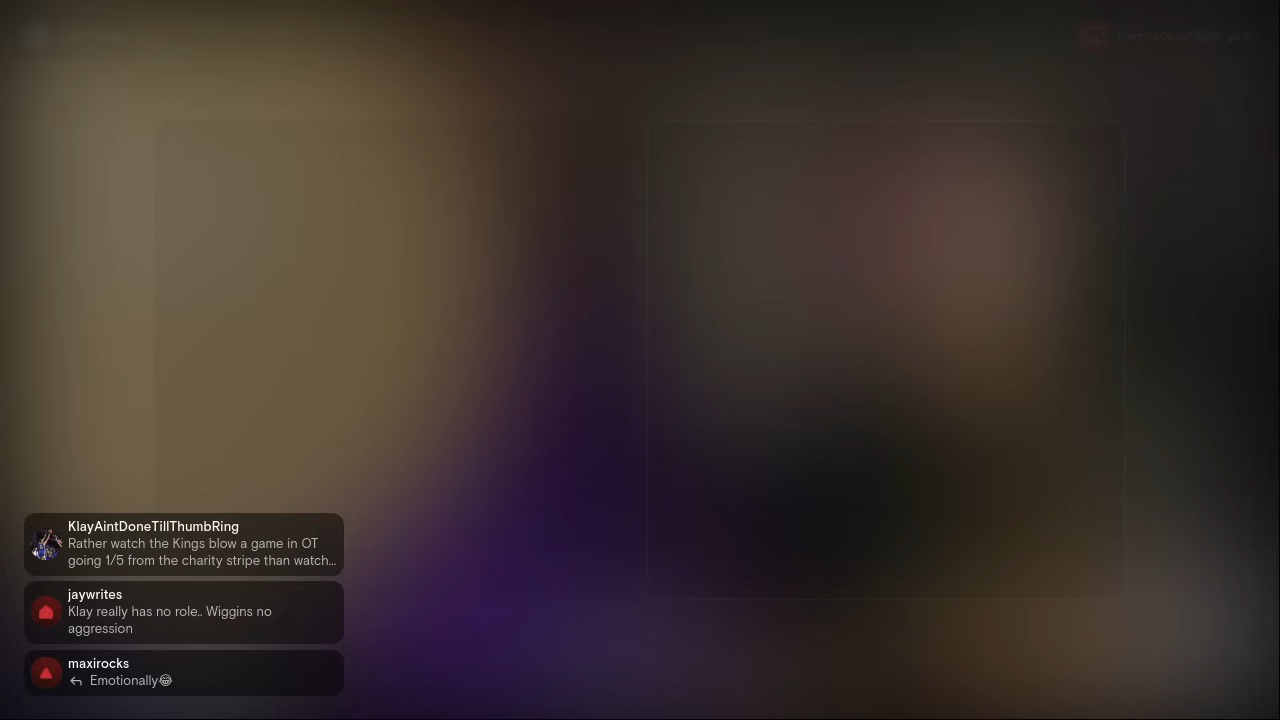 KlayAintDoneTillThumbRing
Rather watch the Kings blow a game in OT
going 1/5 from the charity stripe than watch...
jaywrites
Klay really has no role.. Wiggins no
aggression
maxirocks
Emotionally😂